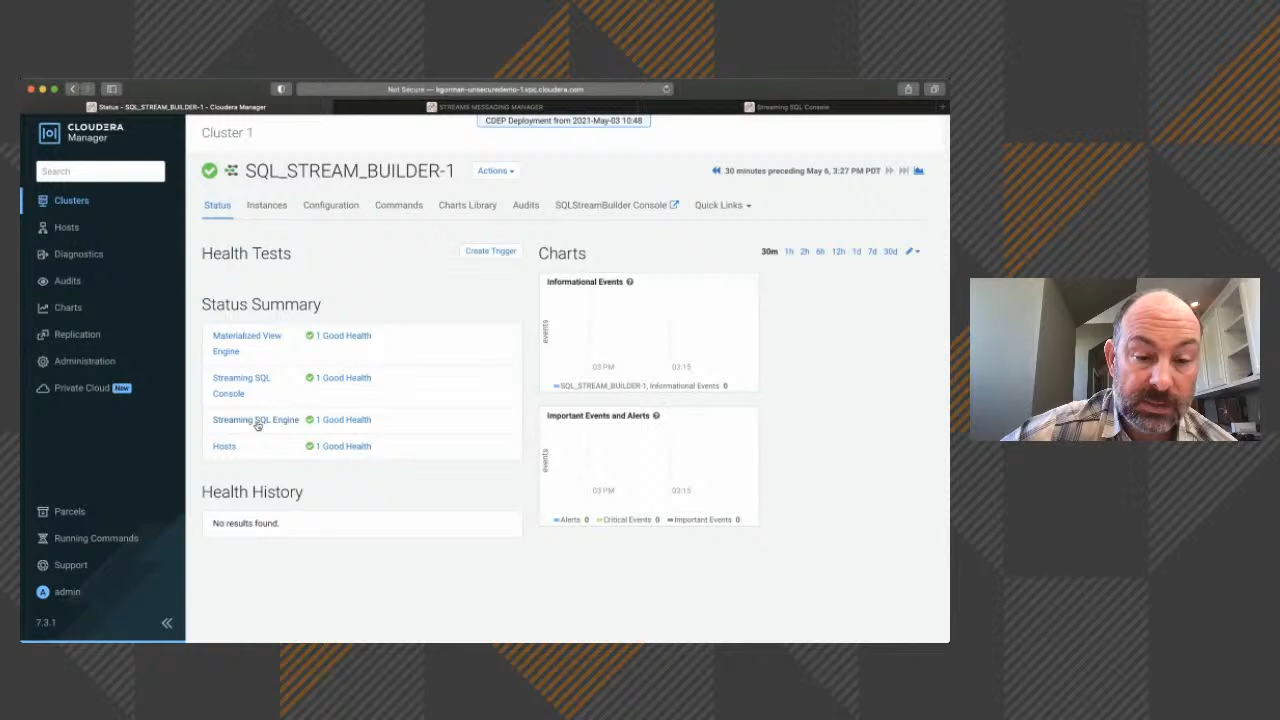 Not Secure — kgorman-unsecuredemo-1.vpc.cloudera.com
Status - SQL_STREAM_BUILDER-1 - Cloudera Manager
STREAMS MESSAGING MANAGER
Streaming SQL Console
CLOUDERA
Manager
Search
Clusters
Hosts
Diagnostics
Audits
Charts
Replication
Administration
Private Cloud New
Parcels
Running Commands
Support
A admin
7.3.1
CDEP Deployment from 2021-May-03 10:48
Cluster 1
SQL_STREAM_BUILDER-1
Actions
30 minutes preceding May 6, 3:27 PM PDT
Status Instances Configuration Commands Charts Library Audits SQLStreamBuilder Console Quick Links
Health Tests
Create Trigger
Status Summary
Materialized View
Engine
1 Good Health
Streaming SQL
Console
1 Good Health
Streaming SQL Engine
1 Good Health
Hosts
1 Good Health
Health History
No results found.
Charts
30m 1h 2h 6h 12h 1d 7d 30d
Informational Events
events
03 PM 03:15
SQL_STREAM_BUILDER-1, Informational Events 0
Important Events and Alerts
events
03 PM 03:15
Alerts 0 Critical Events 0 Important Events 0